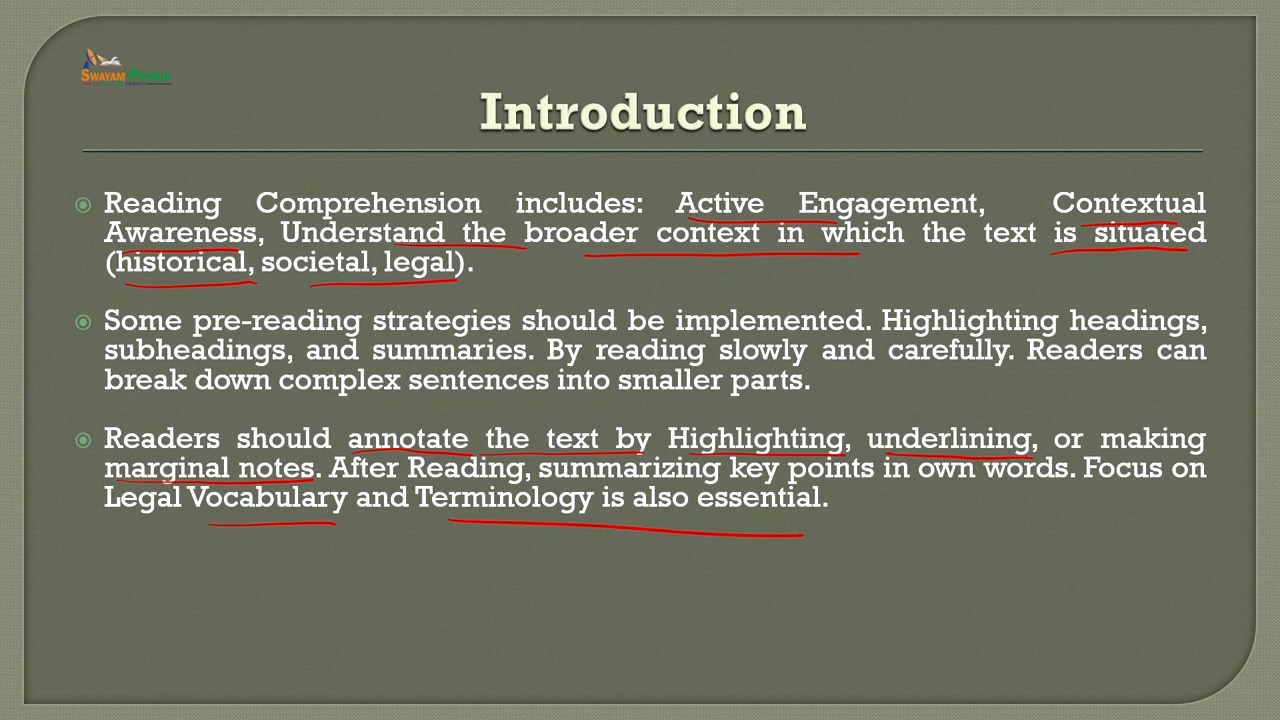 SWAYAM PRABHA
Introduction
Reading Comprehension includes: Active Engagement, Contextual
Awareness, Understand the broader context in which the text is situated
(historical, societal, legal).
Some pre-reading strategies should be implemented. Highlighting headings,
subheadings, and summaries. By reading slowly and carefully. Readers can
break down complex sentences into smaller parts.
Readers should annotate the text by Highlighting, underlining, or making
marginal notes. After Reading, summarizing key points in own words. Focus on
Legal Vocabulary and Terminology is also essential.